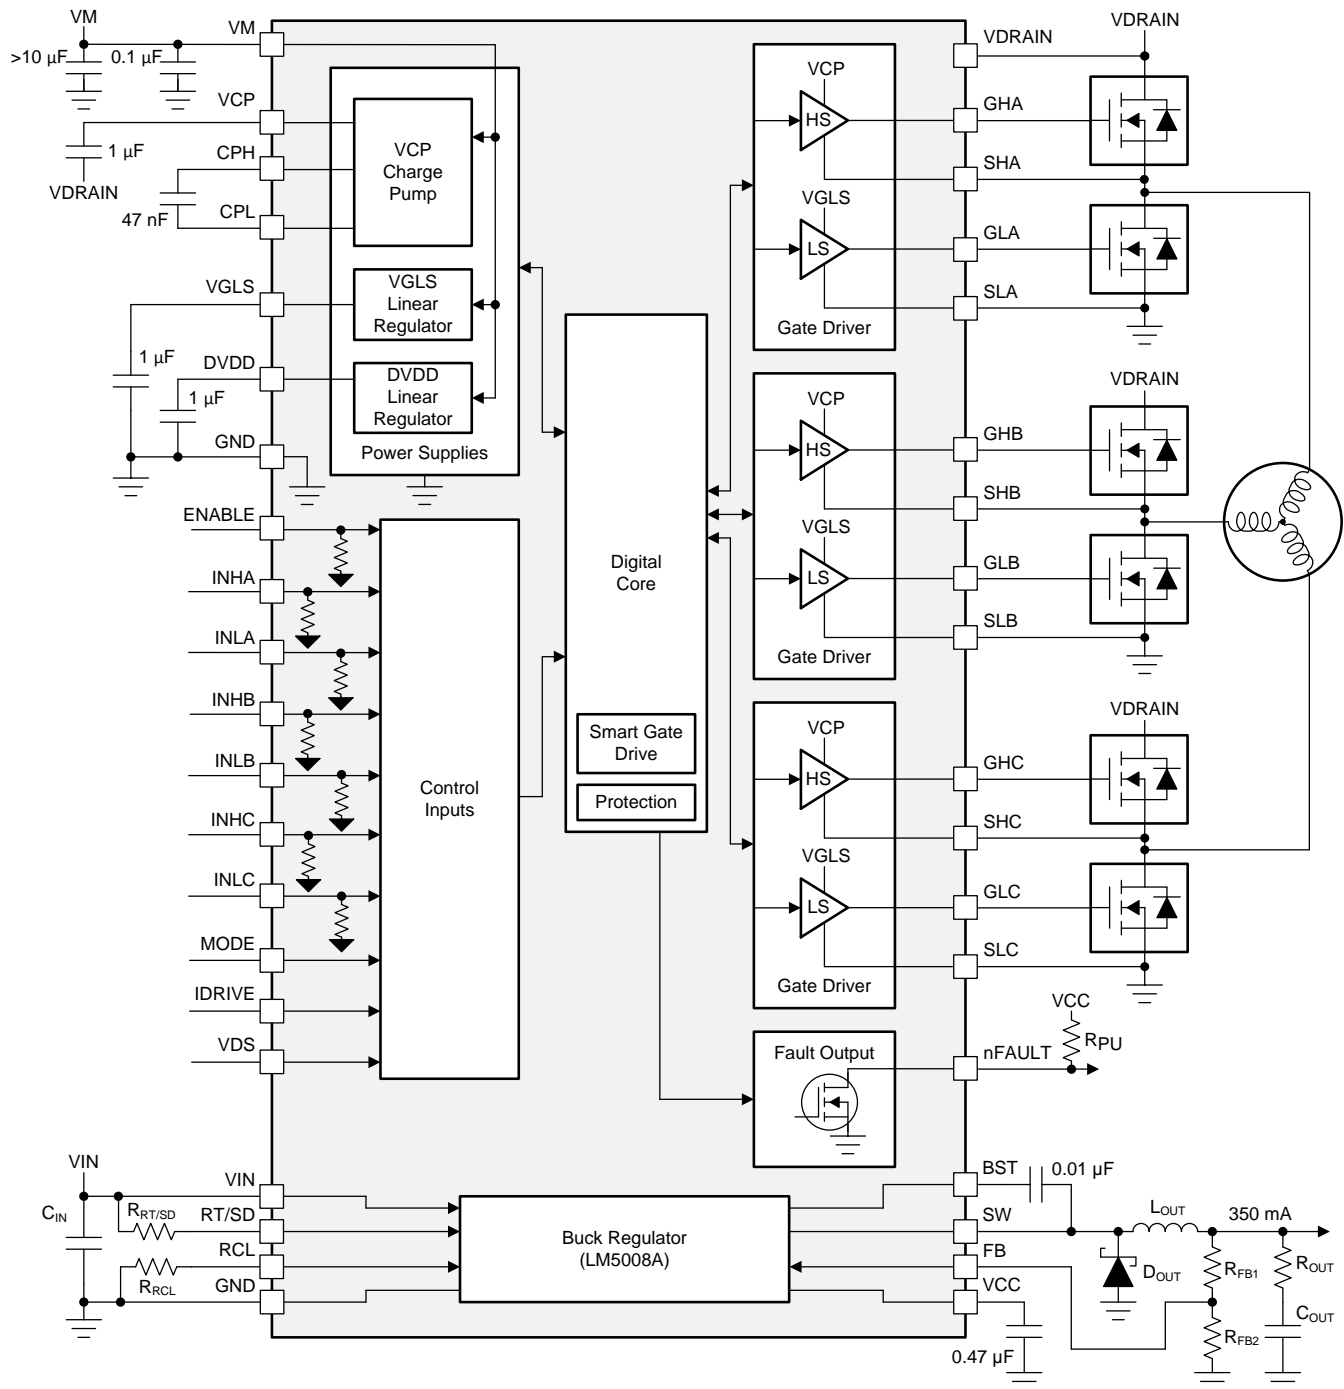 VM
>10 µF
0.1 µF
VM
VCP
1 µF
VDRAIN
CPH
47 nF
CPL
VGLS
1 µF
DVDD
1 µF
GND
VCP
Charge
Pump
VGLS
Linear
Regulator
DVDD
Linear
Regulator
Power Supplies
ENABLE
INHA
INLA
INHB
INLB
INHC
INLC
MODE
IDRIVE
VDS
Control
Inputs
Digital
Core
Smart Gate
Drive
Protection
VCP
HS
VGLS
LS
Gate Driver
VCP
HS
VGLS
LS
Gate Driver
VCP
HS
VGLS
LS
Gate Driver
Fault Output
VDRAIN
VDRAIN
GHA
SHA
GLA
SLA
VDRAIN
GHB
SHB
GLB
SLB
VDRAIN
GHC
SHC
GLC
SLC
VCC
RPU
nFAULT
VIN
CIN
RRT/SD
RRCL
VIN
RT/SD
RCL
GND
Buck Regulator
(LM5008A)
BST
0.01 µF
SW
FB
VCC
0.47 µF
LOUT
350 mA
DOUT
RFB1
RFB2
ROUT
COUT